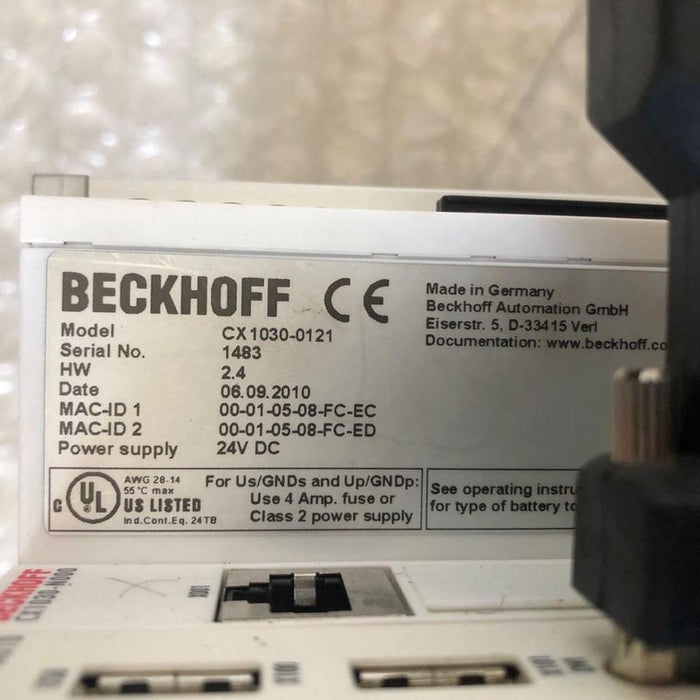 BECKHOFF CE
Made in Germany
Beckhoff Automation GmbH
Eiserstr. 5, D-33415 Verl
Documentation: www.beckhoff.co
Model CX1030-0121
Serial No. 1483
HW 2.4
Date 06.09.2010
MAC-ID 1 00-01-05-08-FC-EC
MAC-ID 2 00-01-05-08-FC-ED
Power supply 24V DC
C UL ®
AWG 28-14
55°C max
US LISTED
Ind.Cont.Eq. 24TB
For Us/GNDs and Up/GNDp:
Use 4 Amp. fuse or
Class 2 power supply
See operating instru
for type of battery to
BECKHOFF
CX1030-N000
X001